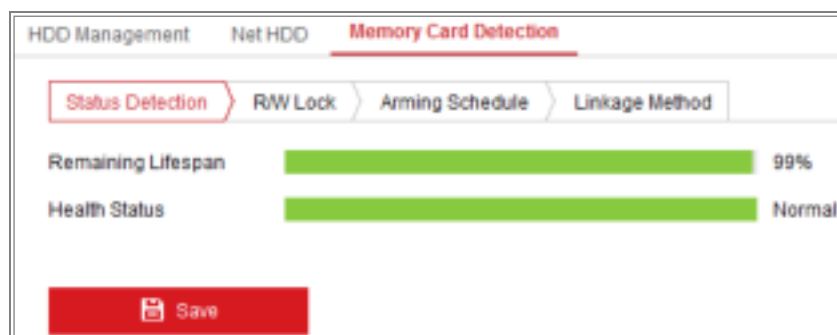 HDD Management Net HDD Memory Card Detection
Status Detection R/W Lock Arming Schedule Linkage Method
Remaining Lifespan 99%
Health Status Normal
Save